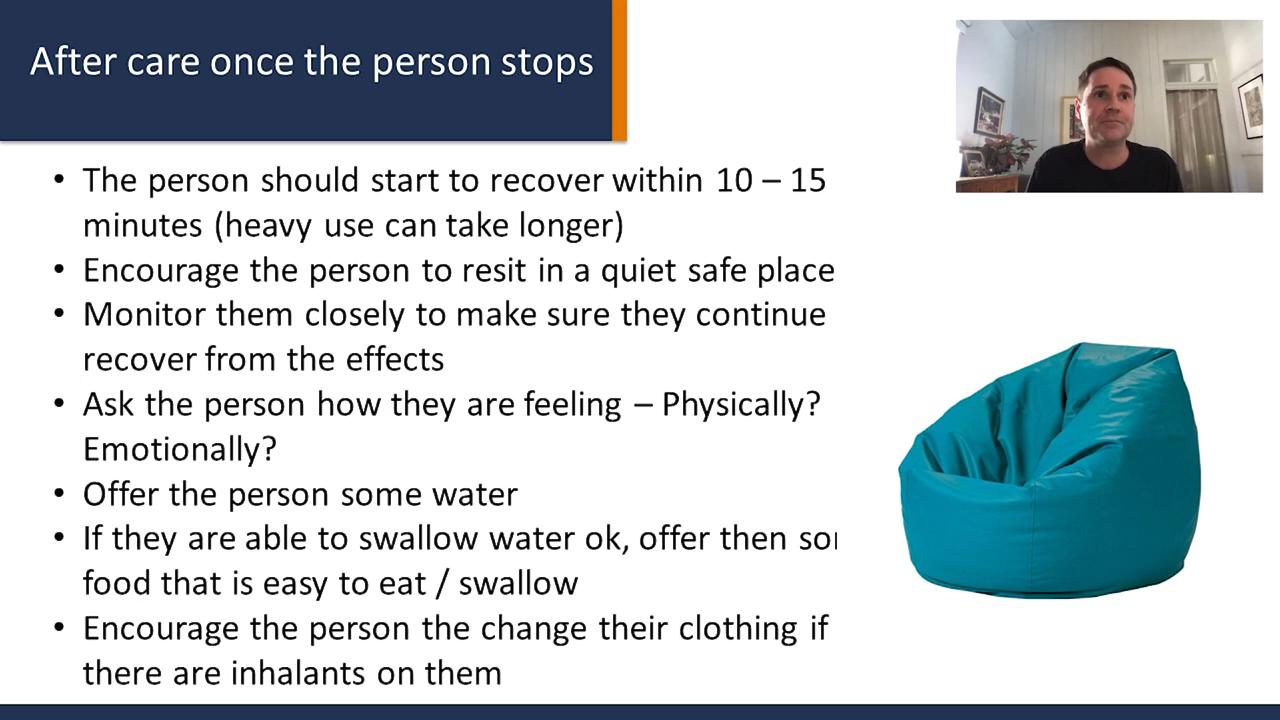 After care once the person stops
• The person should start to recover within 10 – 15
minutes (heavy use can take longer)
• Encourage the person to resit in a quiet safe place
• Monitor them closely to make sure they continue
recover from the effects
• Ask the person how they are feeling – Physically?
Emotionally?
• Offer the person some water
• If they are able to swallow water ok, offer then
food that is easy to eat / swallow
• Encourage the person the change their clothing if
there are inhalants on them